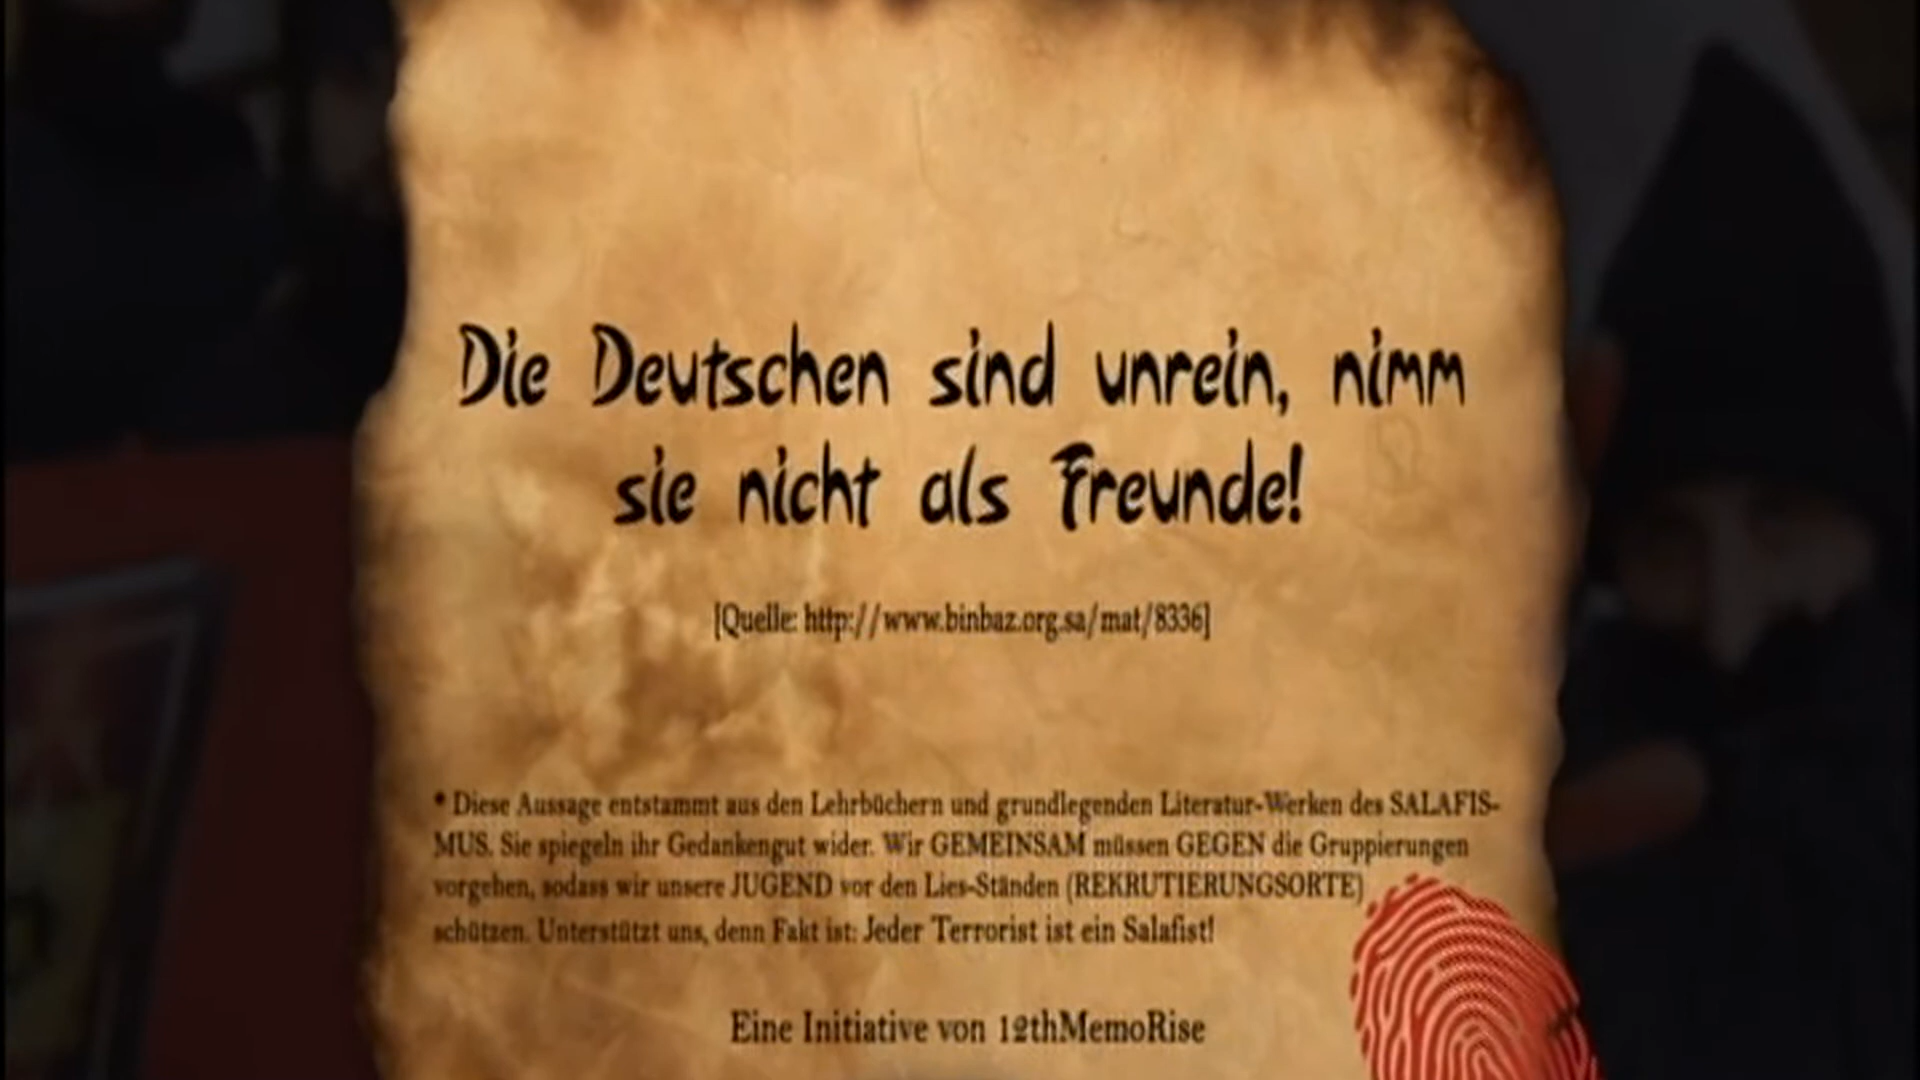 Die Deutschen sind unrein, nimm
sie nicht als Freunde!
[Quelle: http://www.binbaz.org.sa/mat/8336]
* Diese Aussage entstammt aus den Lehrbüchern und grundlegenden Literatur-Werken des SALAFIS-
MUS. Sie spiegeln ihr Gedankengut wider. Wir GEMEINSAM müssen GEGEN die Gruppierungen
vorgehen, sodass wir unsere JUGEND vor den Lies-Ständen (REKRUTIERUNGSORTE)
schützen. Unterstützt uns, denn Fakt ist: Jeder Terrorist ist ein Salafist!
Eine Initiative von 12thMemoRise